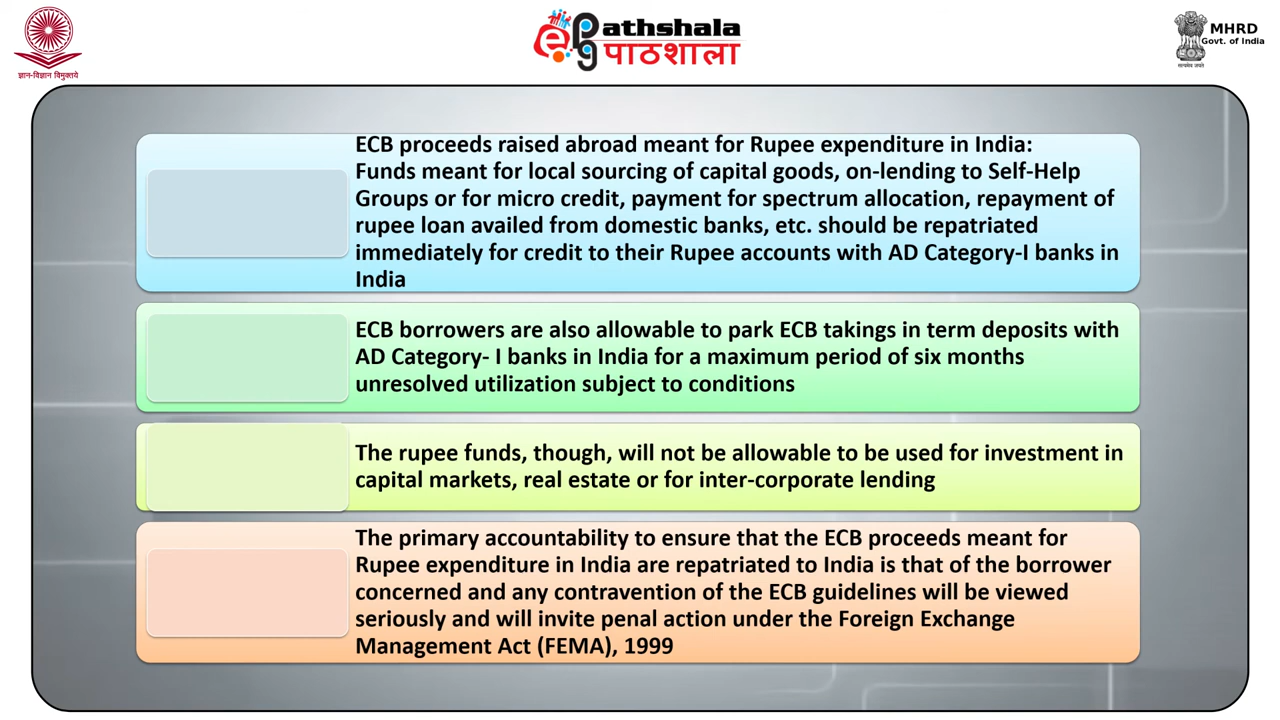 ज्ञान-विज्ञान विमुक्तये
epg athshala
पाठशाला
MHRD
Govt. of India
सत्यमेव जयते
ECB proceeds raised abroad meant for Rupee expenditure in India:
Funds meant for local sourcing of capital goods, on-lending to Self-Help
Groups or for micro credit, payment for spectrum allocation, repayment of
rupee loan availed from domestic banks, etc. should be repatriated
immediately for credit to their Rupee accounts with AD Category-I banks in
India
ECB borrowers are also allowable to park ECB takings in term deposits with
AD Category- I banks in India for a maximum period of six months
unresolved utilization subject to conditions
The rupee funds, though, will not be allowable to be used for investment in
capital markets, real estate or for inter-corporate lending
The primary accountability to ensure that the ECB proceeds meant for
Rupee expenditure in India are repatriated to India is that of the borrower
concerned and any contravention of the ECB guidelines will be viewed
seriously and will invite penal action under the Foreign Exchange
Management Act (FEMA), 1999